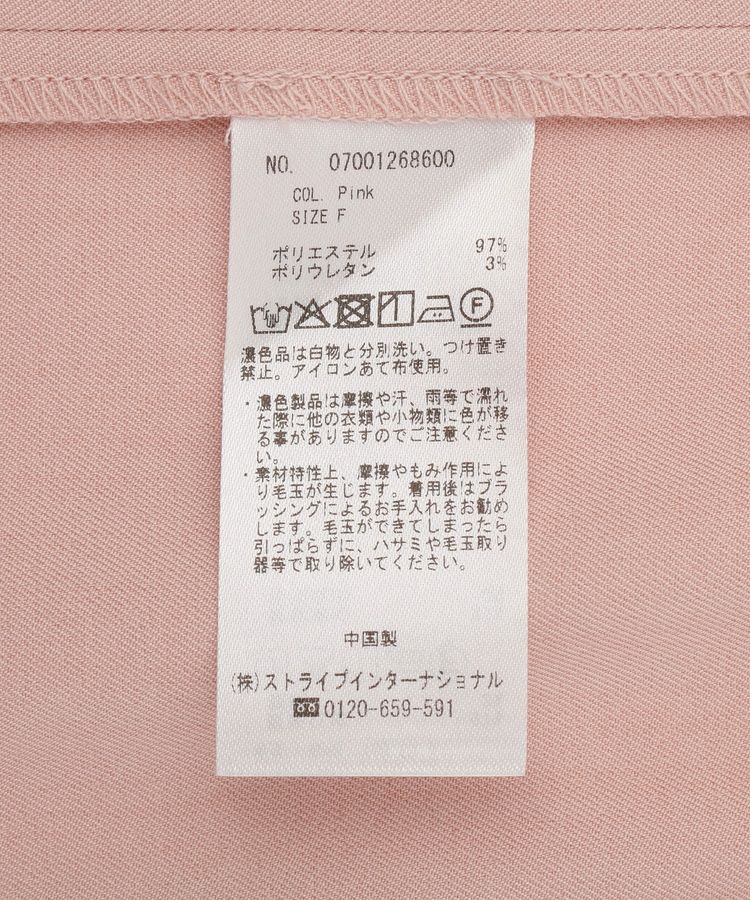 NO. 07001268600
COL. Pink
SIZE F
ポリエステル 97%
ポリウレタン 3%
F
濃色品は白物と分別洗い。つけ置き
禁止。アイロンあて布使用。
・濃色製品は摩擦や汗、雨等で濡れ
た際に他の衣類や小物類に色が移
る事がありますのでご注意くださ
い。
・素材特性上、摩擦やもみ作用によ
り毛玉が生じます。着用後はブラ
ッシングによるお手入れをお勧め
します。毛玉ができてしまったら
引っぱらずに、ハサミや毛玉取り
器等で取り除いてください。
中国製
(株)ストライプインターナショナル
0120-659-591